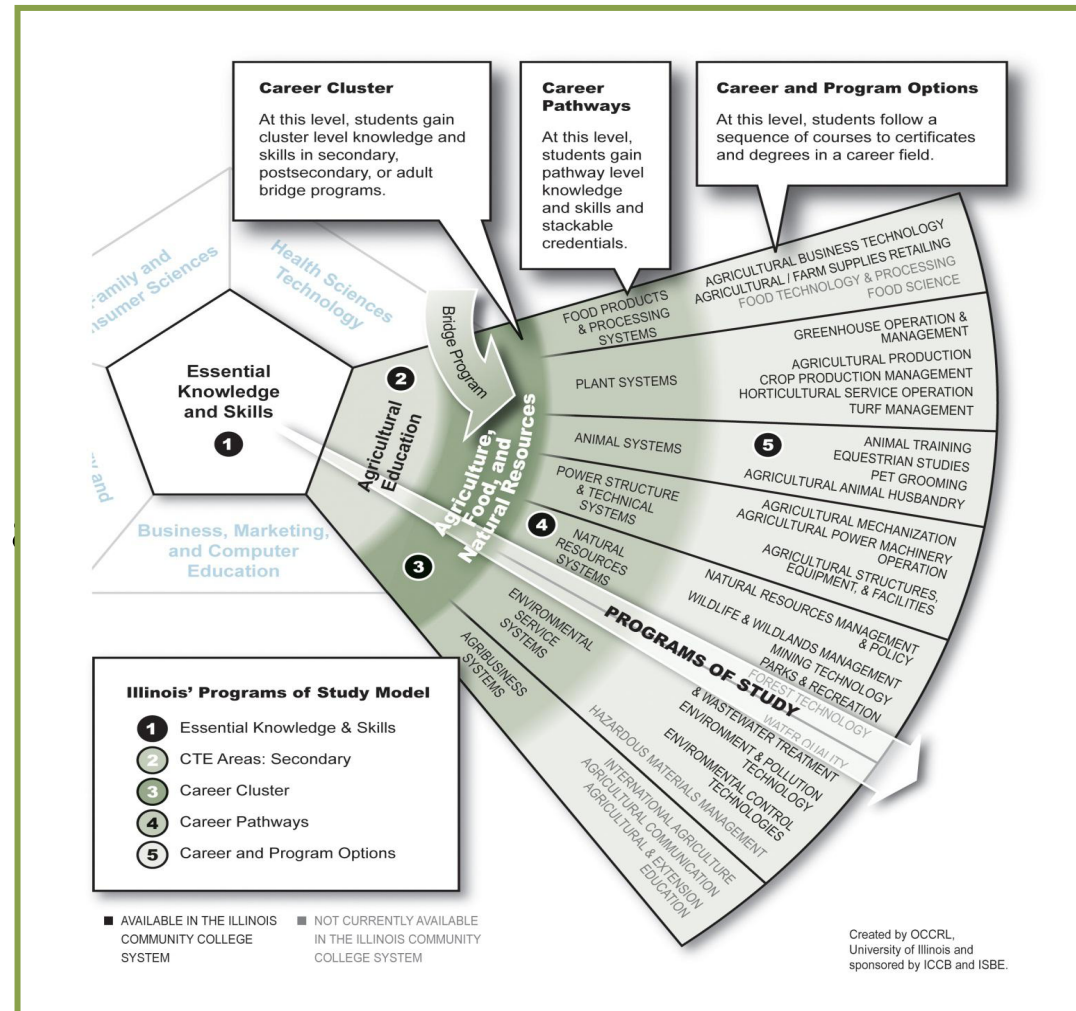 Career Cluster
At this level, students gain
cluster level knowledge and
skills in secondary,
postsecondary, or adult
bridge programs.
Career
Pathways
At this level,
students gain
pathway level
knowledge
and skills and
stackable
credentials.
Career and Program Options
At this level, students follow a
sequence of courses to certificates
and degrees in a career field.
Family and
nsumer Sciences
Health Sciences
Technology
Bridge Program
Essential
Knowledge
and Skills
1
y and
Business, Marketing,
and Computer
Education
2
Agricultural
Education
3
Agriculture,
Food, and
Natural Resources
4
FOOD PRODUCTS
& PROCESSING
SYSTEMS
PLANT SYSTEMS
ANIMAL SYSTEMS
POWER STRUCTURE
& TECHNICAL
SYSTEMS
NATURAL
RESOURCES
SYSTEMS
ENVIRONMENTAL
SERVICE
SYSTEMS
AGRIBUSINESS
SYSTEMS
5
AGRICULTURAL BUSINESS TECHNOLOGY
AGRICULTURAL / FARM SUPPLIES RETAILING
FOOD TECHNOLOGY & PROCESSING
FOOD SCIENCE
GREENHOUSE OPERATION &
MANAGEMENT
AGRICULTURAL PRODUCTION
CROP PRODUCTION MANAGEMENT
HORTICULTURAL SERVICE OPERATION
TURF MANAGEMENT
ANIMAL TRAINING
EQUESTRIAN STUDIES
PET GROOMING
AGRICULTURAL ANIMAL HUSBANDRY
AGRICULTURAL MECHANIZATION
AGRICULTURAL POWER MACHINERY
OPERATION
AGRICULTURAL STRUCTURES,
EQUIPMENT, & FACILITIES
NATURAL RESOURCES MANAGEMENT
& POLICY
WILDLIFE & WILDLANDS MANAGEMENT
MINING TECHNOLOGY
PARKS & RECREATION
FOREST TECHNOLOGY
PROGRAMS OF STUDY
WATER QUALITY
& WASTEWATER TREATMENT
ENVIRONMENT & POLLUTION
TECHNOLOGY
ENVIRONMENTAL CONTROL
TECHNOLOGIES
HAZARDOUS MATERIALS MANAGEMENT
INTERNATIONAL AGRICULTURE
AGRICULTURAL COMMUNICATION
AGRICULTURAL & EXTENSION
EDUCATION
Illinois' Programs of Study Model
1 Essential Knowledge & Skills
2 CTE Areas: Secondary
3 Career Cluster
4 Career Pathways
5 Career and Program Options
AVAILABLE IN THE ILLINOIS
COMMUNITY COLLEGE
SYSTEM
NOT CURRENTLY AVAILABLE
IN THE ILLINOIS COMMUNITY
COLLEGE SYSTEM
Created by OCCRL,
University of Illinois and
sponsored by ICCB and ISBE.